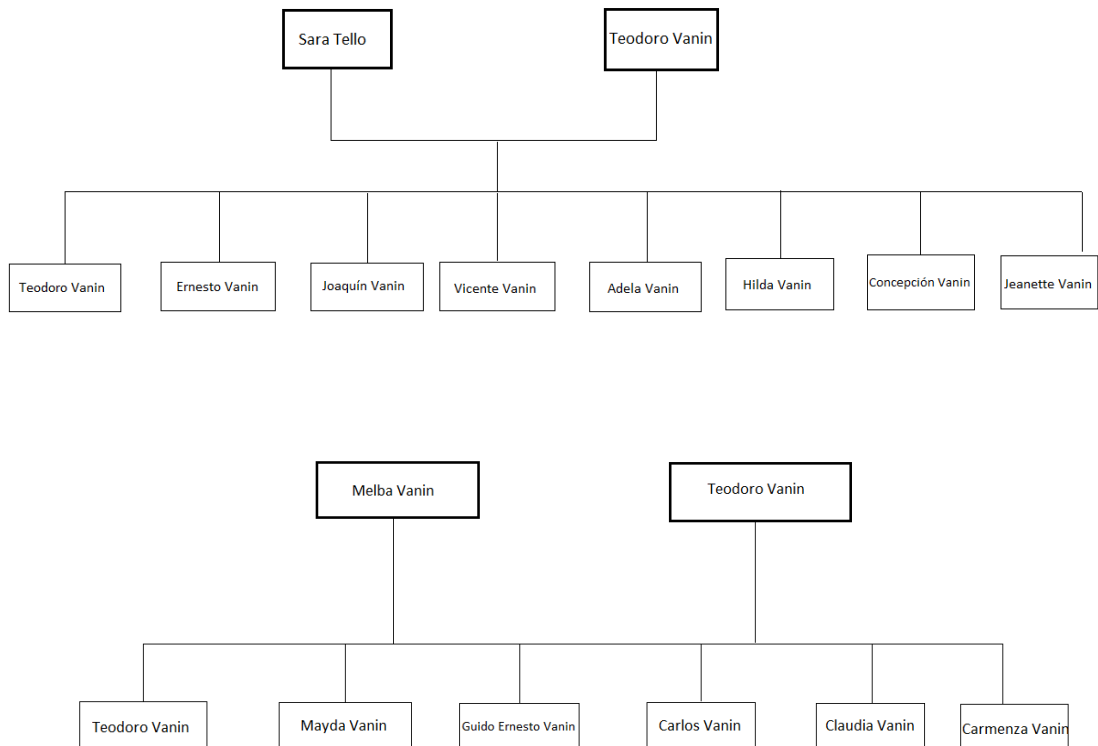 Sara Tello
Teodoro Vanin
Teodoro Vanin
Ernesto Vanin
Joaquín Vanin
Vicente Vanin
Adela Vanin
Hilda Vanin
Concepción Vanin
Jeanette Vanin
Melba Vanin
Teodoro Vanin
Teodoro Vanin
Mayda Vanin
Guido Ernesto Vanin
Carlos Vanin
Claudia Vanin
Carmenza Vanin